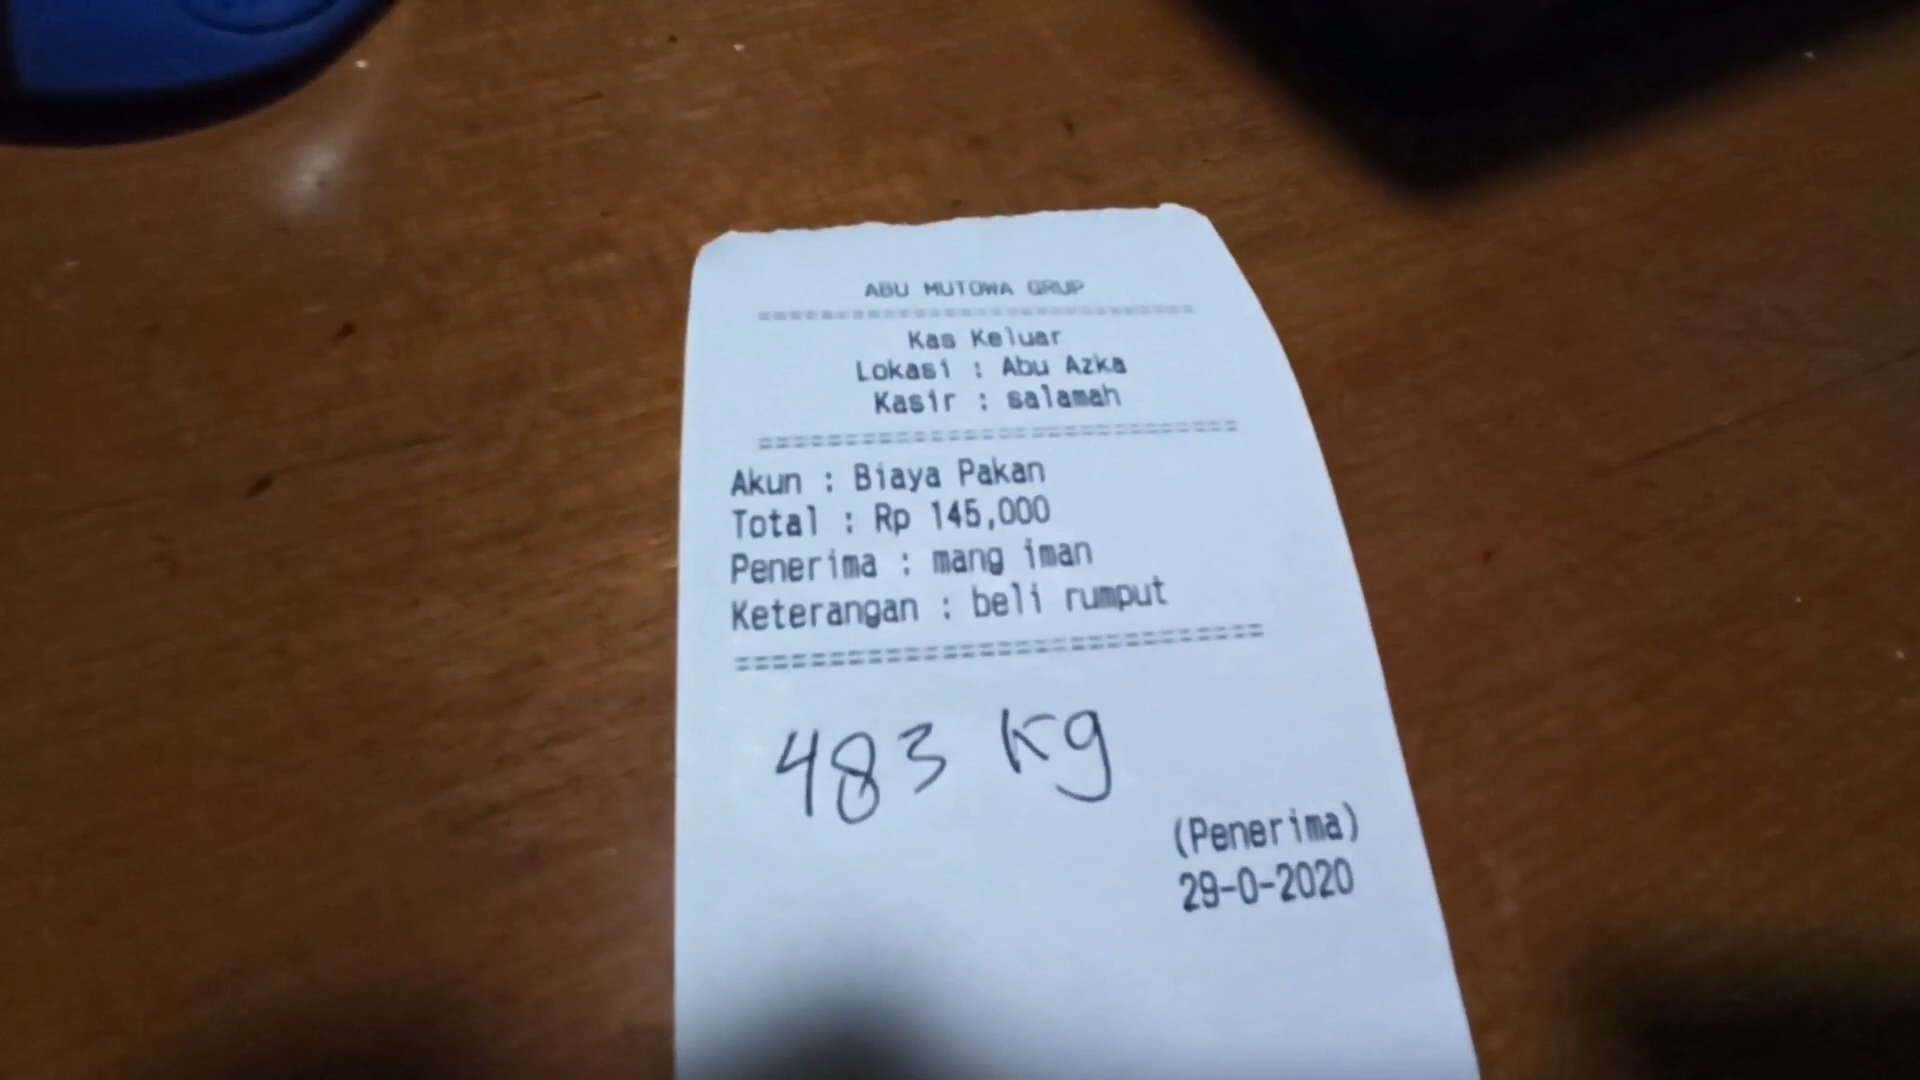 ABU MUTOWA GRUP
==============================
Kas Keluar
Lokasi : Abu Azka
Kasir : salamah
==============================
Akun : Biaya Pakan
Total : Rp 145,000
Penerima : mang iman
Keterangan : beli rumput
==============================
483 kg
(Penerima)
29-0-2020